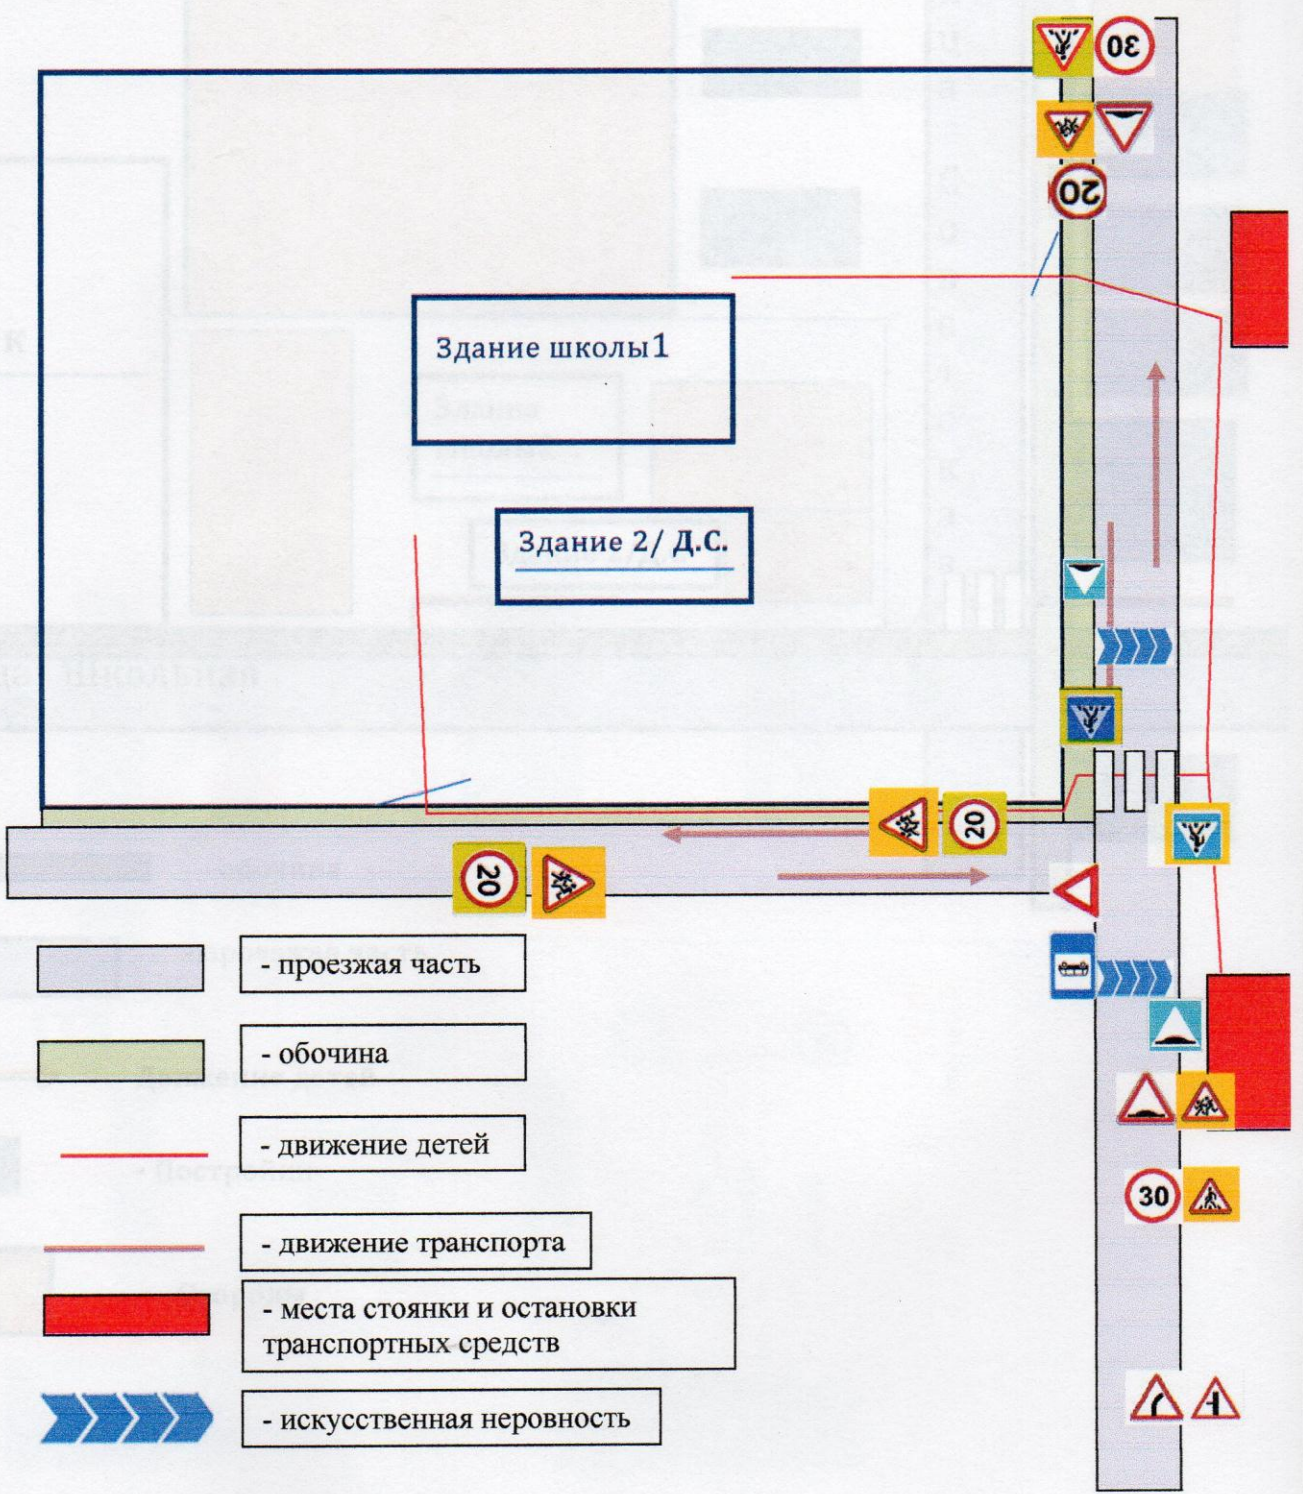 30
20
Здание школы1
Здание 2/ Д.С.
20
20
- проезжая часть
- обочина
- движение детей
- движение транспорта
- места стоянки и остановки
транспортных средств
- искусственная неровность
30